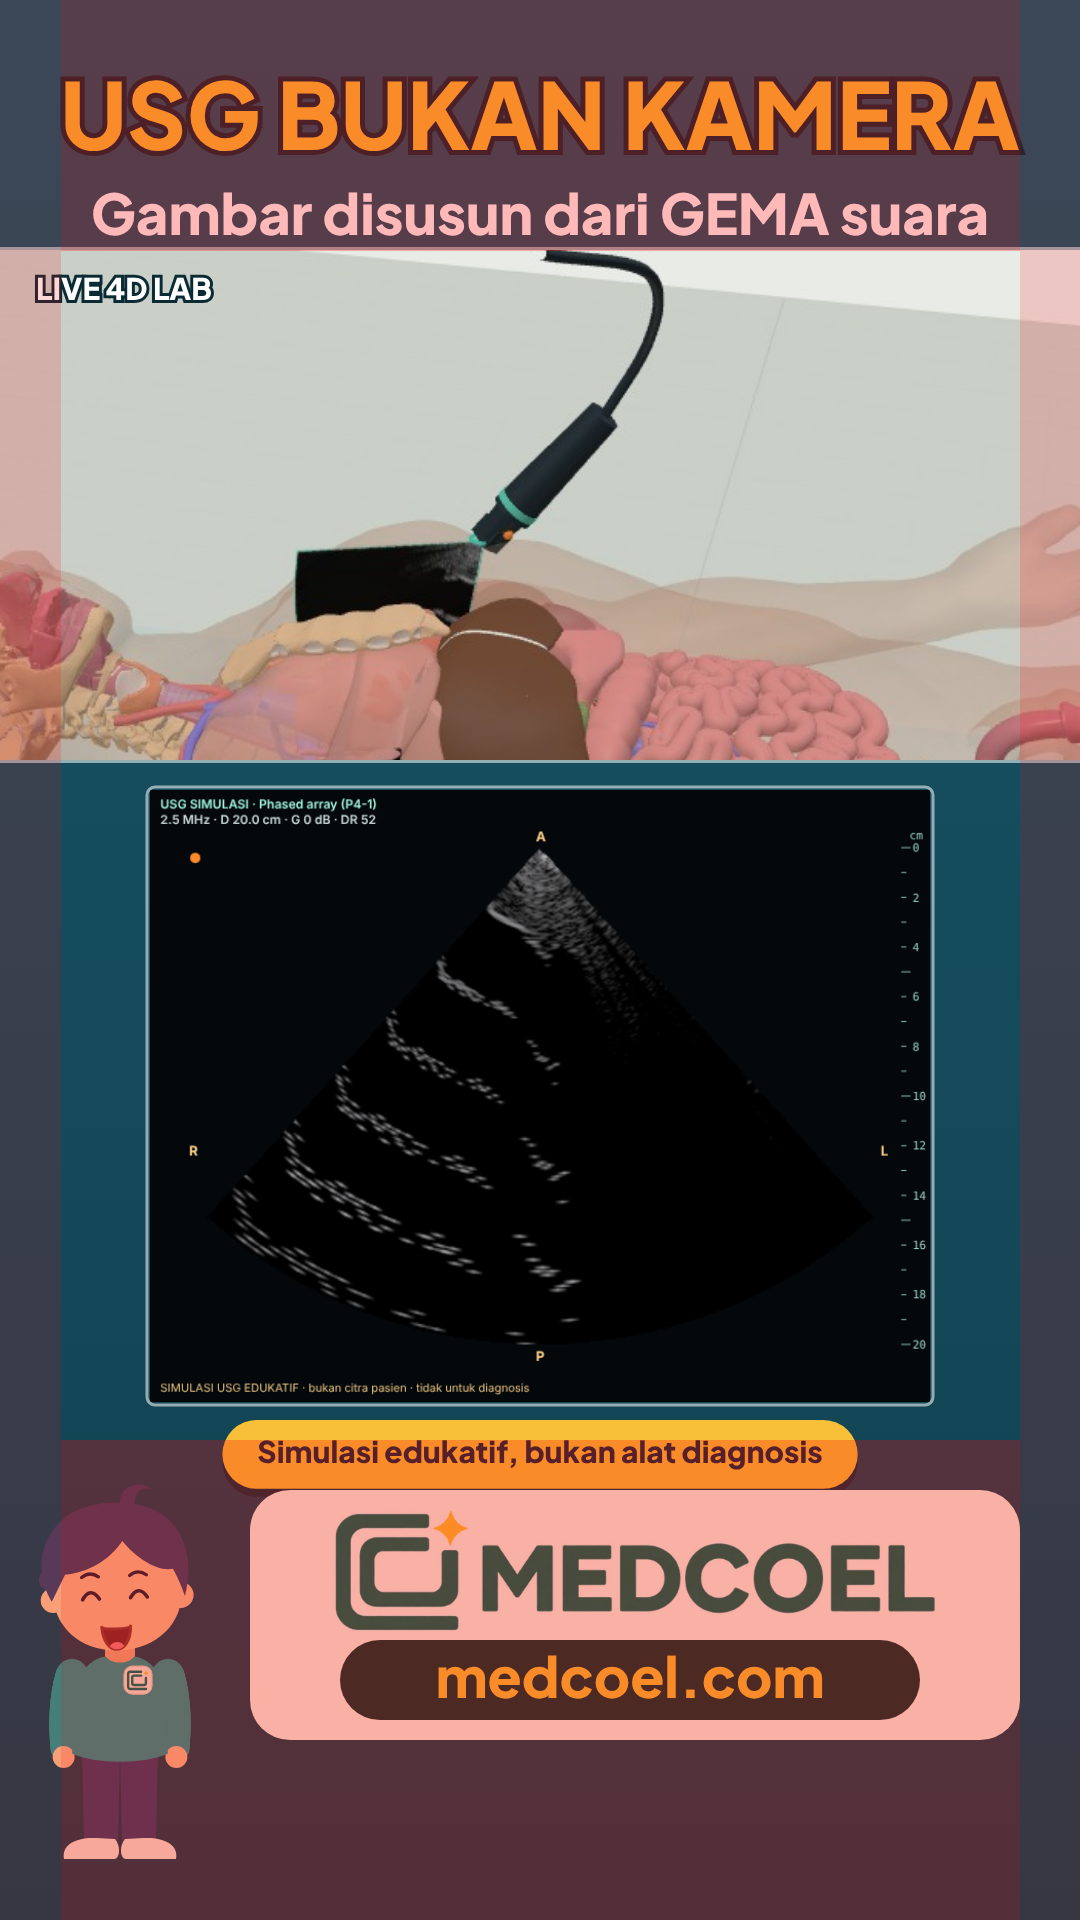 USG BUKAN KAMERA
Gambar disusun dari GEMA suara
LIVE 4D LAB
USG SIMULASI · Phased array (P4-1)
2.5 MHz · D 20.0 cm · G 0 dB · DR 52
A
cm
0
2
4
6
8
10
R
L
12
14
16
18
20
P
SIMULASI USG EDUKATIF · bukan citra pasien · tidak untuk diagnosis
Simulasi edukatif, bukan alat diagnosis
MEDCOEL
medcoel.com